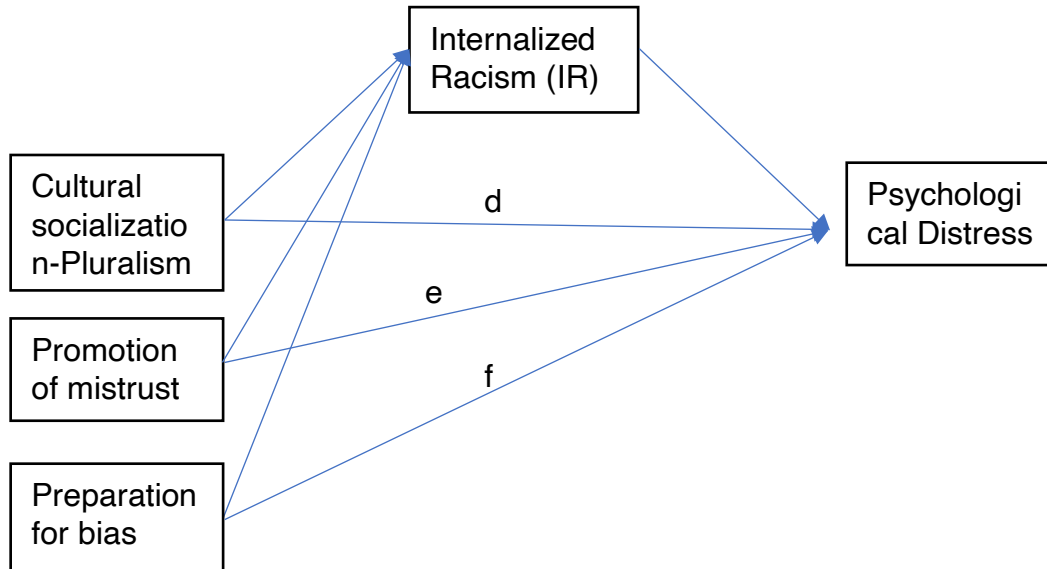 Internalized
Racism (IR)
Cultural
socializatio
n-Pluralism
d
Psychologi
cal Distress
e
Promotion
of mistrust
f
Preparation
for bias